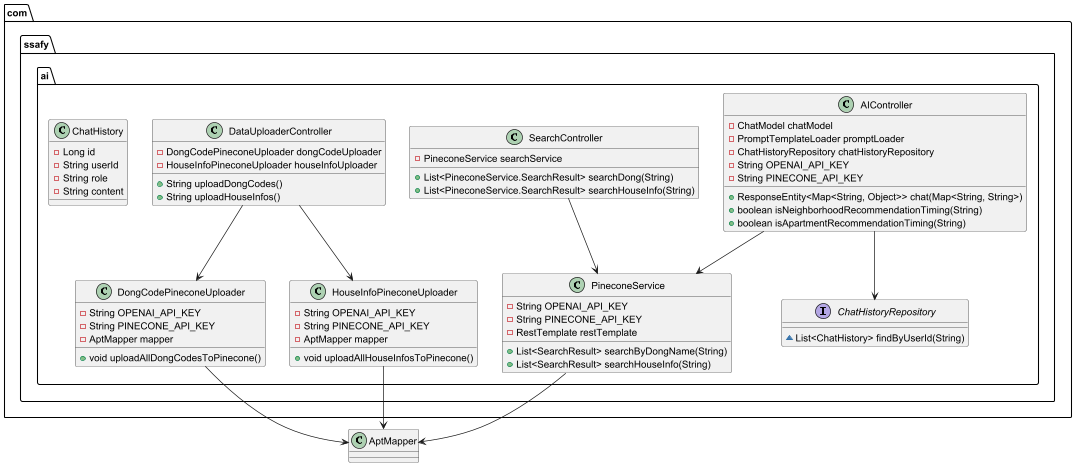 com
ssafy
ai
C ChatHistory
Long id
String userId
String role
String content
C DataUploaderController
DongCodePineconeUploader dongCodeUploader
HouseInfoPineconeUploader houseInfoUploader
String uploadDongCodes()
String uploadHouseInfos()
C SearchController
PineconeService searchService
List<PineconeService.SearchResult> searchDong(String)
List<PineconeService.SearchResult> searchHouseInfo(String)
C AIController
ChatModel chatModel
PromptTemplateLoader promptLoader
ChatHistoryRepository chatHistoryRepository
String OPENAI_API_KEY
String PINECONE_API_KEY
ResponseEntity<Map<String, Object>> chat(Map<String, String>)
boolean isNeighborhoodRecommendationTiming(String)
boolean isApartmentRecommendationTiming(String)
C DongCodePineconeUploader
String OPENAI_API_KEY
String PINECONE_API_KEY
AptMapper mapper
void uploadAllDongCodesToPinecone()
C HouseInfoPineconeUploader
String OPENAI_API_KEY
String PINECONE_API_KEY
AptMapper mapper
void uploadAllHouseInfosToPinecone()
C PineconeService
String OPENAI_API_KEY
String PINECONE_API_KEY
RestTemplate restTemplate
List<SearchResult> searchByDongName(String)
List<SearchResult> searchHouseInfo(String)
I ChatHistoryRepository
List<ChatHistory> findByUserId(String)
C AptMapper